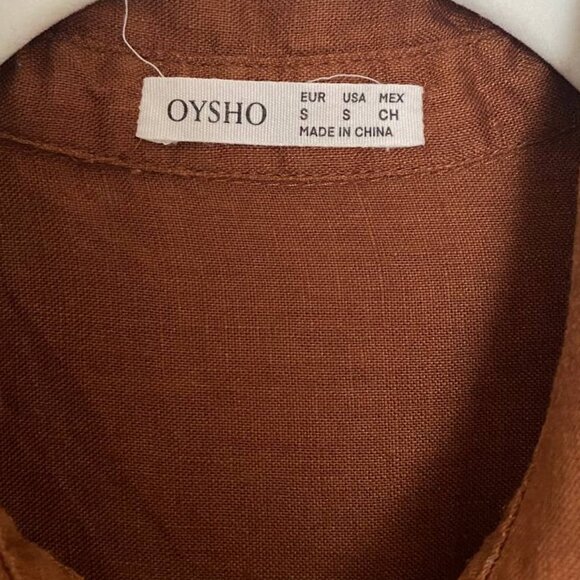 OYSHO
EUR USA MEX
S S CH
MADE IN CHINA